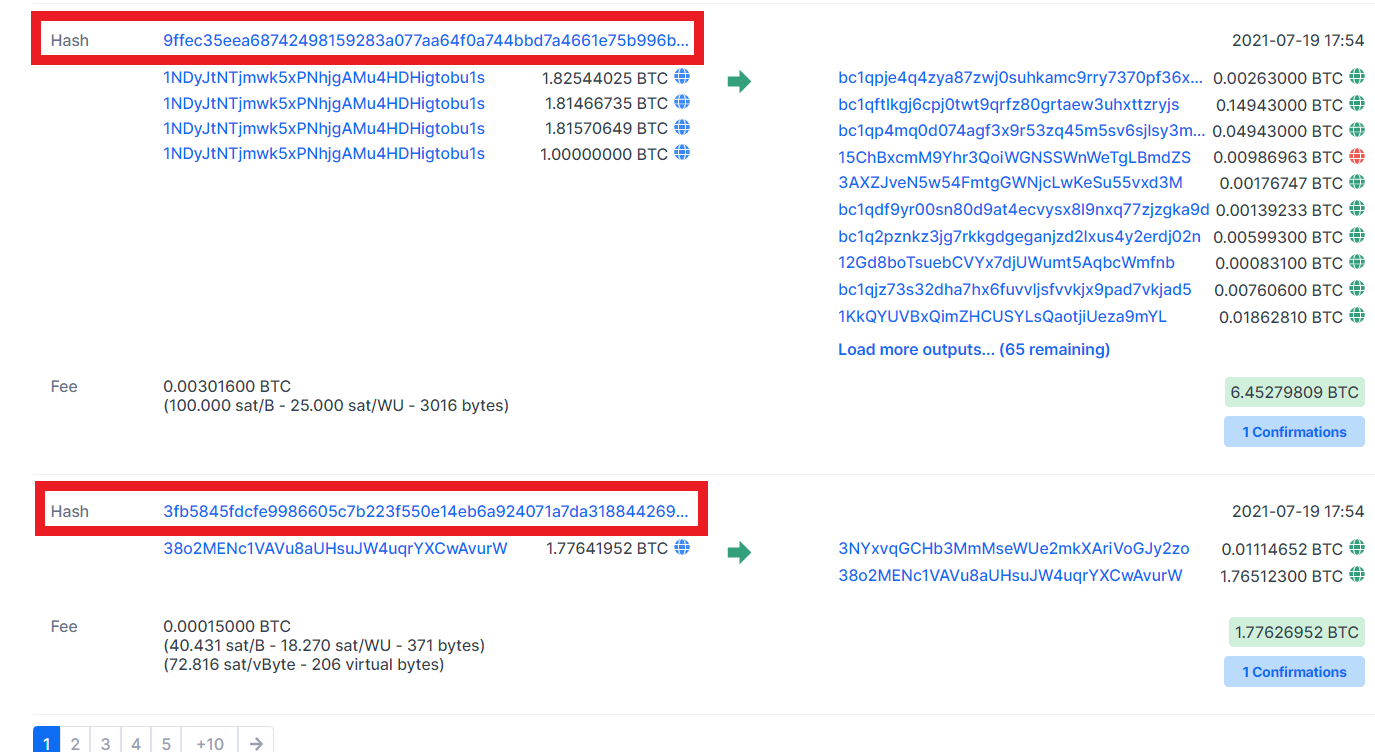 Hash 9ffec35eea68742498159283a077aa64f0a744bbd7a4661e75b996b... 2021-07-19 17:54
1NDyJtNTjmwk5xPNhjgAMu4HDHigtobu1s 1.82544025 BTC bc1qpje4q4zya87zwj0suhkamc9rry7370pf36x... 0.00263000 BTC
1NDyJtNTjmwk5xPNhjgAMu4HDHigtobu1s 1.81466735 BTC bc1qftlkgj6cpj0twt9qrfz80grtaew3uhxttzryjs 0.14943000 BTC
1NDyJtNTjmwk5xPNhjgAMu4HDHigtobu1s 1.81570649 BTC bc1qp4mq0d074agf3x9r53zq45m5sv6sjlsy3m... 0.04943000 BTC
1NDyJtNTjmwk5xPNhjgAMu4HDHigtobu1s 1.00000000 BTC 15ChBxcmM9Yhr3QoiWGNSSWnWeTgLBmdZS 0.00986963 BTC
3AXZJveN5w54FmtgGWNjcLwKeSu55vxd3M 0.00176747 BTC
bc1qdf9yr00sn80d9at4ecvysx8l9nxq77zjzgka9d 0.00139233 BTC
bc1q2pznkz3jg7rkkgdgeganjzd2lxus4y2erdj02n 0.00599300 BTC
12Gd8boTsuebCVYx7djUWumt5AqbcWmfnb 0.00083100 BTC
bc1qjz73s32dha7hx6fuvvljsfvvkjx9pad7vkjad5 0.00760600 BTC
1KkQYUVBxQimZHCUSYLsQaotjiUeza9mYL 0.01862810 BTC
Load more outputs... (65 remaining)
Fee 0.00301600 BTC 6.45279809 BTC
(100.000 sat/B - 25.000 sat/WU - 3016 bytes)
1 Confirmations
Hash 3fb5845fdcfe9986605c7b223f550e14eb6a924071a7da318844269... 2021-07-19 17:54
38o2MENc1VAVu8aUHsuJW4uqrYXCwAvurW 1.77641952 BTC 3NYxvqGCHb3MmMseWUe2mkXAriVoGJy2zo 0.01114652 BTC
38o2MENc1VAVu8aUHsuJW4uqrYXCwAvurW 1.76512300 BTC
Fee 0.00015000 BTC 1.77626952 BTC
(40.431 sat/B - 18.270 sat/WU - 371 bytes)
(72.816 sat/vByte - 206 virtual bytes)
1 Confirmations
1 2 3 4 5 +10